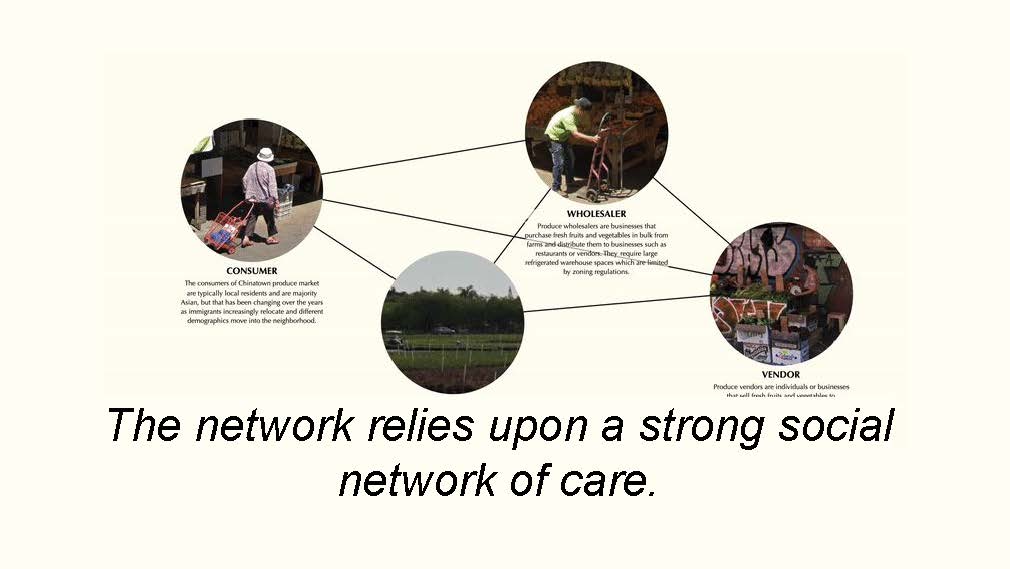 WHOLESALER
Produce wholesalers are businesses that
purchase fresh fruits and vegetables in bulk from
farms and distribute them to businesses such as
restaurants or vendors. They require large
refrigerated warehouse spaces which are limited
by zoning regulations.
CONSUMER
The consumers of Chinatown produce market
are typically local residents and are majority
Asian, but that has been changing over the years
as immigrants increasingly relocate and different
demographics move into the neighborhood.
VENDOR
Produce vendors are individuals or businesses
that sell fresh fruits and vegetables to
The network relies upon a strong social
network of care.